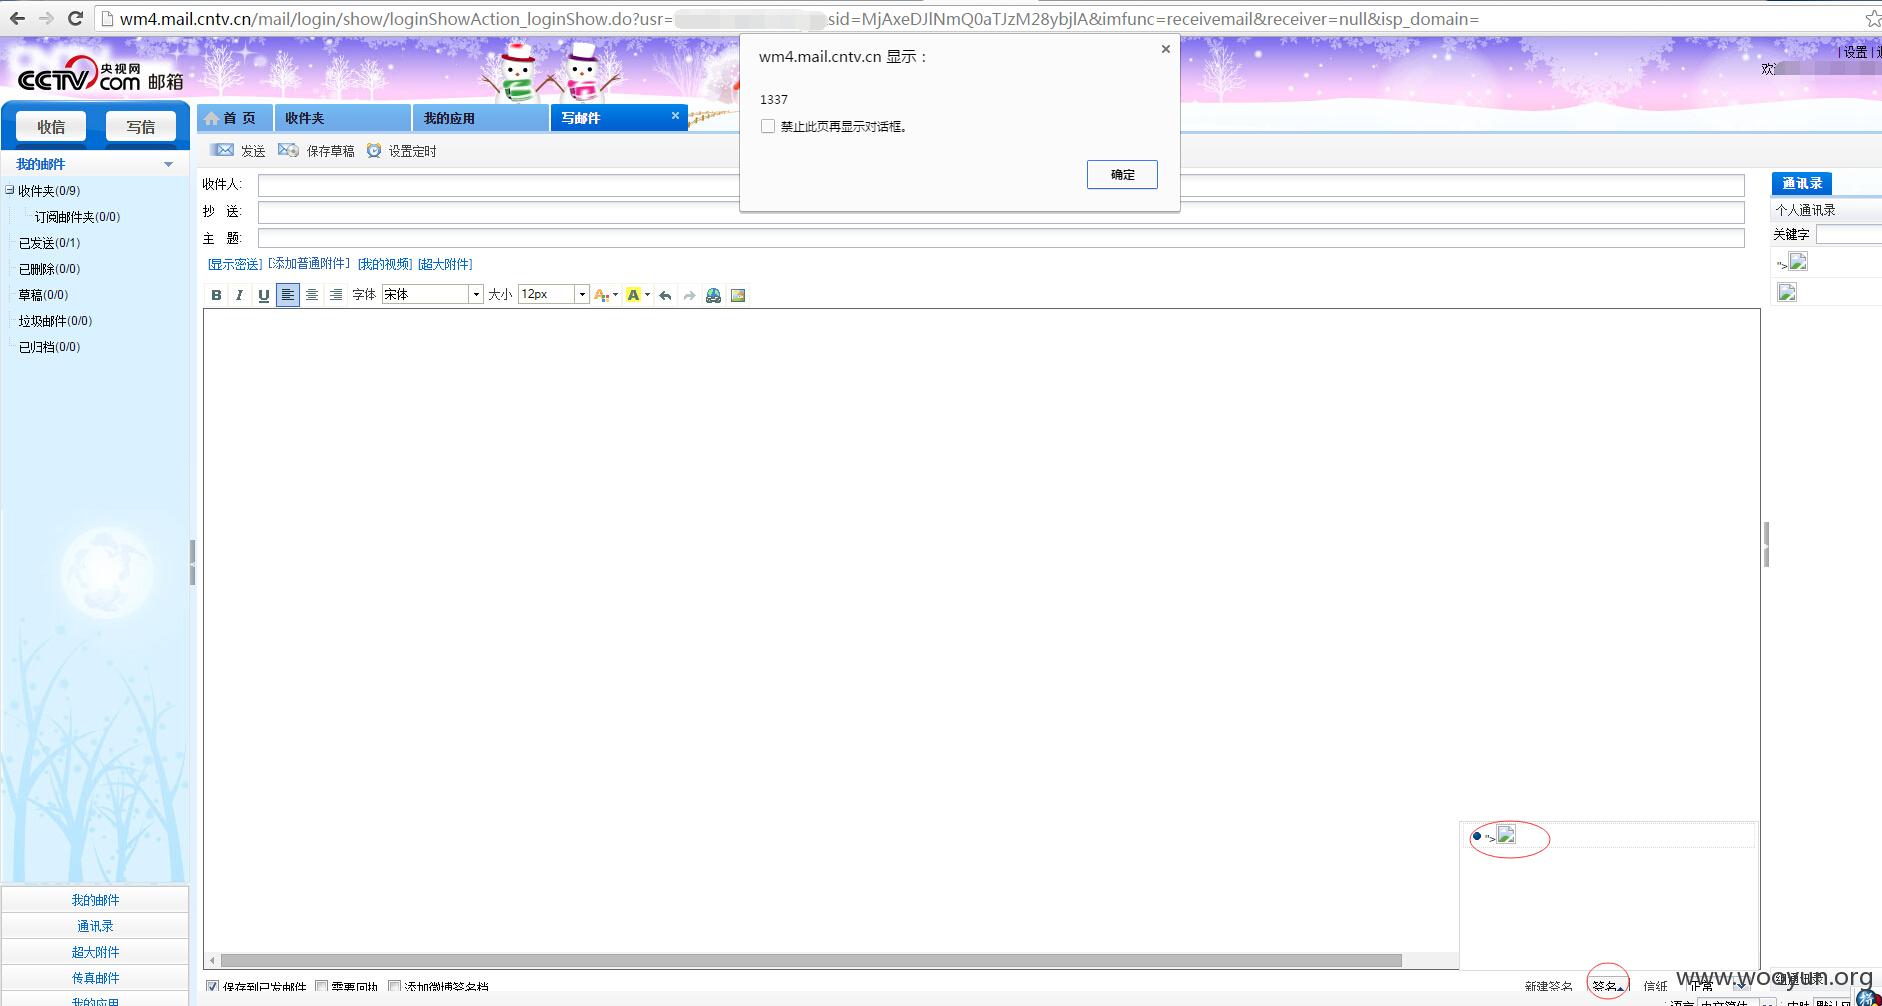 wm4.mail.cntv.cn/mail/login/show/loginShowAction_loginShow.do?usr= sid=MjAxeDJlNmQ0aTJzM28ybjlA&imfunc=receivemail&receiver=null&isp_domain=
CCTV.com 央视网 邮箱
| 设置 |
欢
wm4.mail.cntv.cn 显示：
1337
禁止此页再显示对话框。
确定
收信 写信
首 页 收件夹 我的应用 写邮件
发送 保存草稿 设置定时
我的邮件
收件夹(0/9)
订阅邮件夹(0/0)
已发送(0/1)
已删除(0/0)
草稿(0/0)
垃圾邮件(0/0)
已归档(0/0)
收件人:
抄 送:
主 题:
[显示密送] [添加普通附件] [我的视频] [超大附件]
B I U 字体 宋体 大小 12px A A
通讯录
个人通讯录
关键字
">
">
我的邮件
通讯录
超大附件
传真邮件
我的应用
保存到已发邮件 需要回执 添加微博签名档
新建签名 签名 信纸 正常
www.wooyun.org